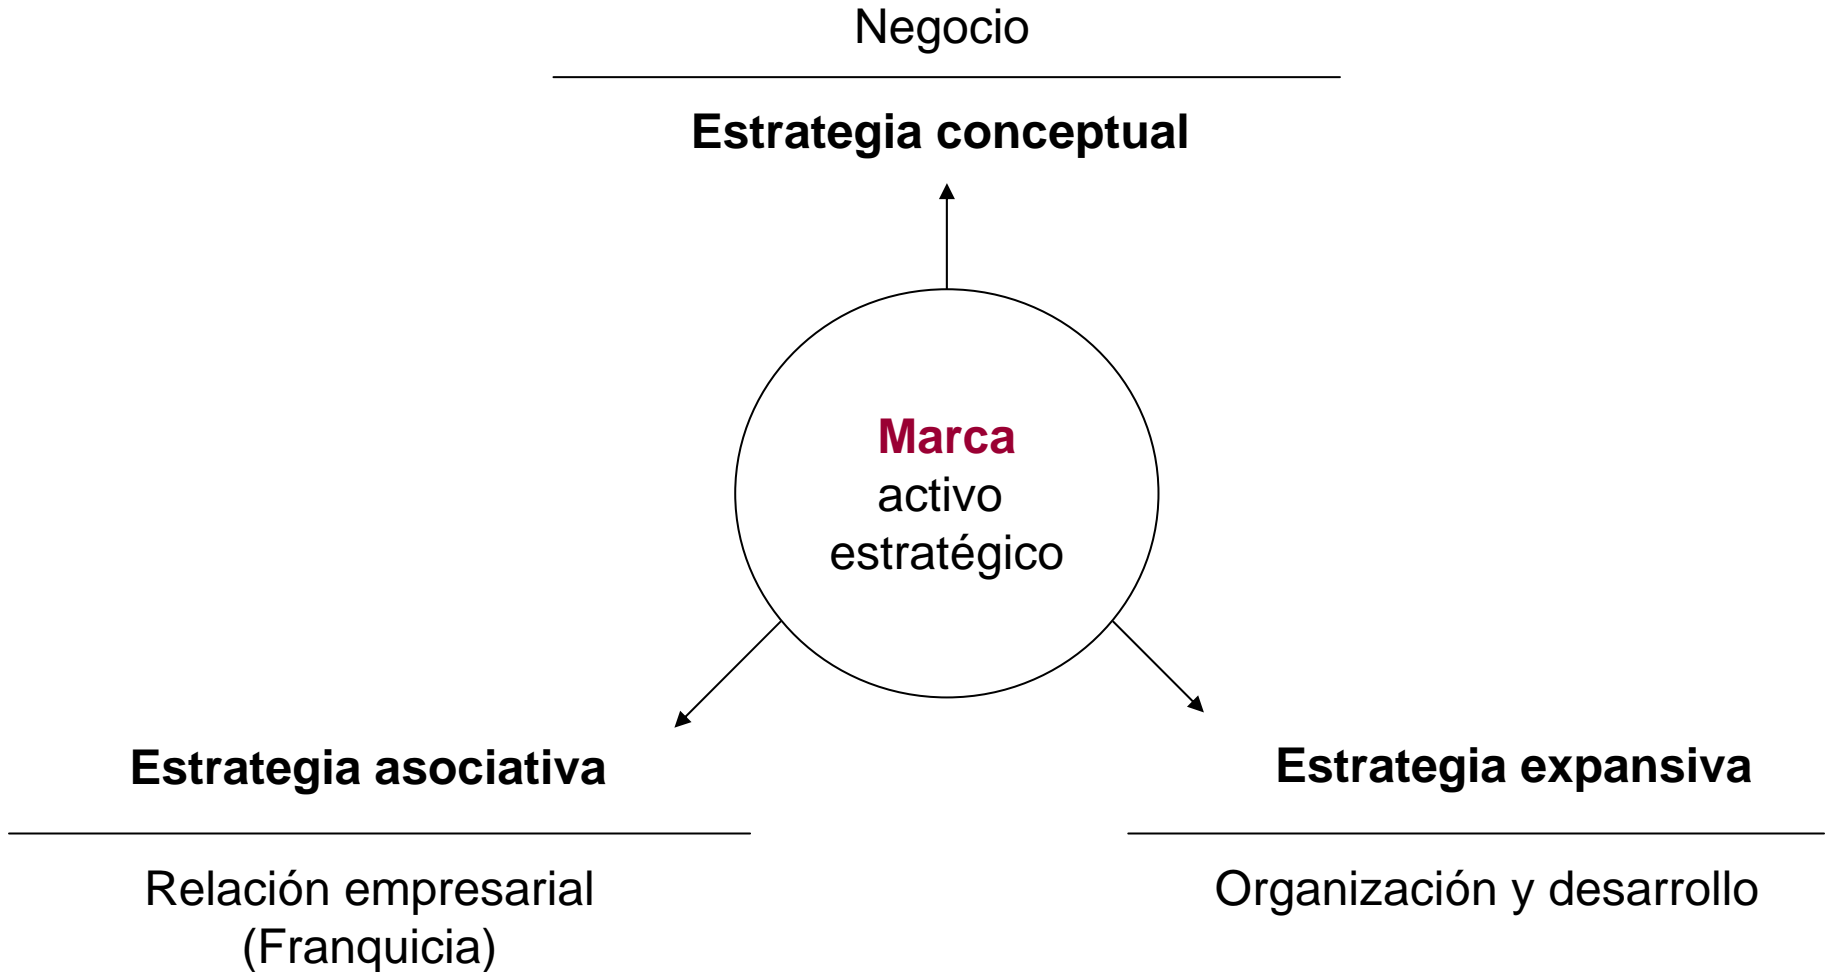 Negocio
Estrategia conceptual
Marca
activo
estratégico
Estrategia asociativa
Relación empresarial
(Franquicia)
Estrategia expansiva
Organización y desarrollo